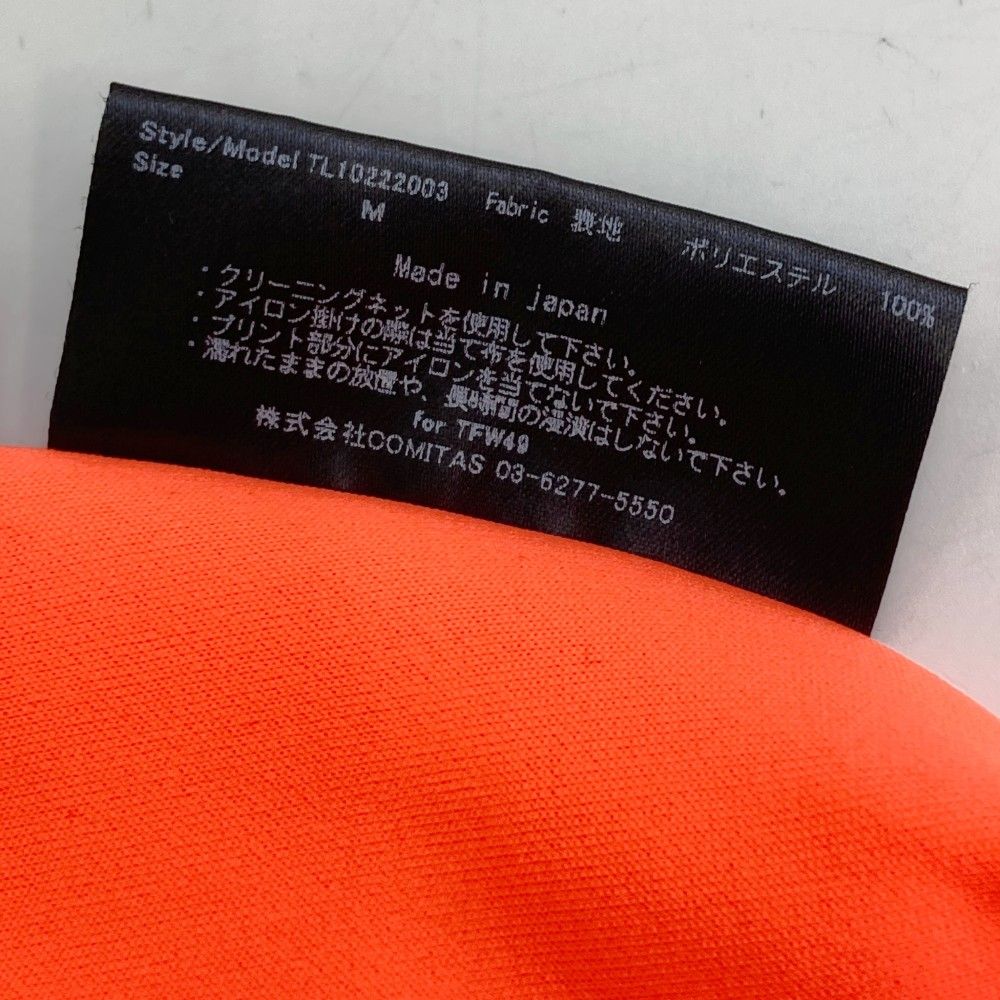 Style/Model TL10222003 Fabric 表地 ポリエステル 100%
Size M
Made in japan
・クリーニングネットを使用して下さい。
・アイロン掛けの際は当て布を使用してください。
・プリント部分にアイロンを当てないで下さい。
・濡れたままの放置や、長時間の浸漬はしないで下さい。
for TFW49
株式会社COMITAS 03-6277-5550